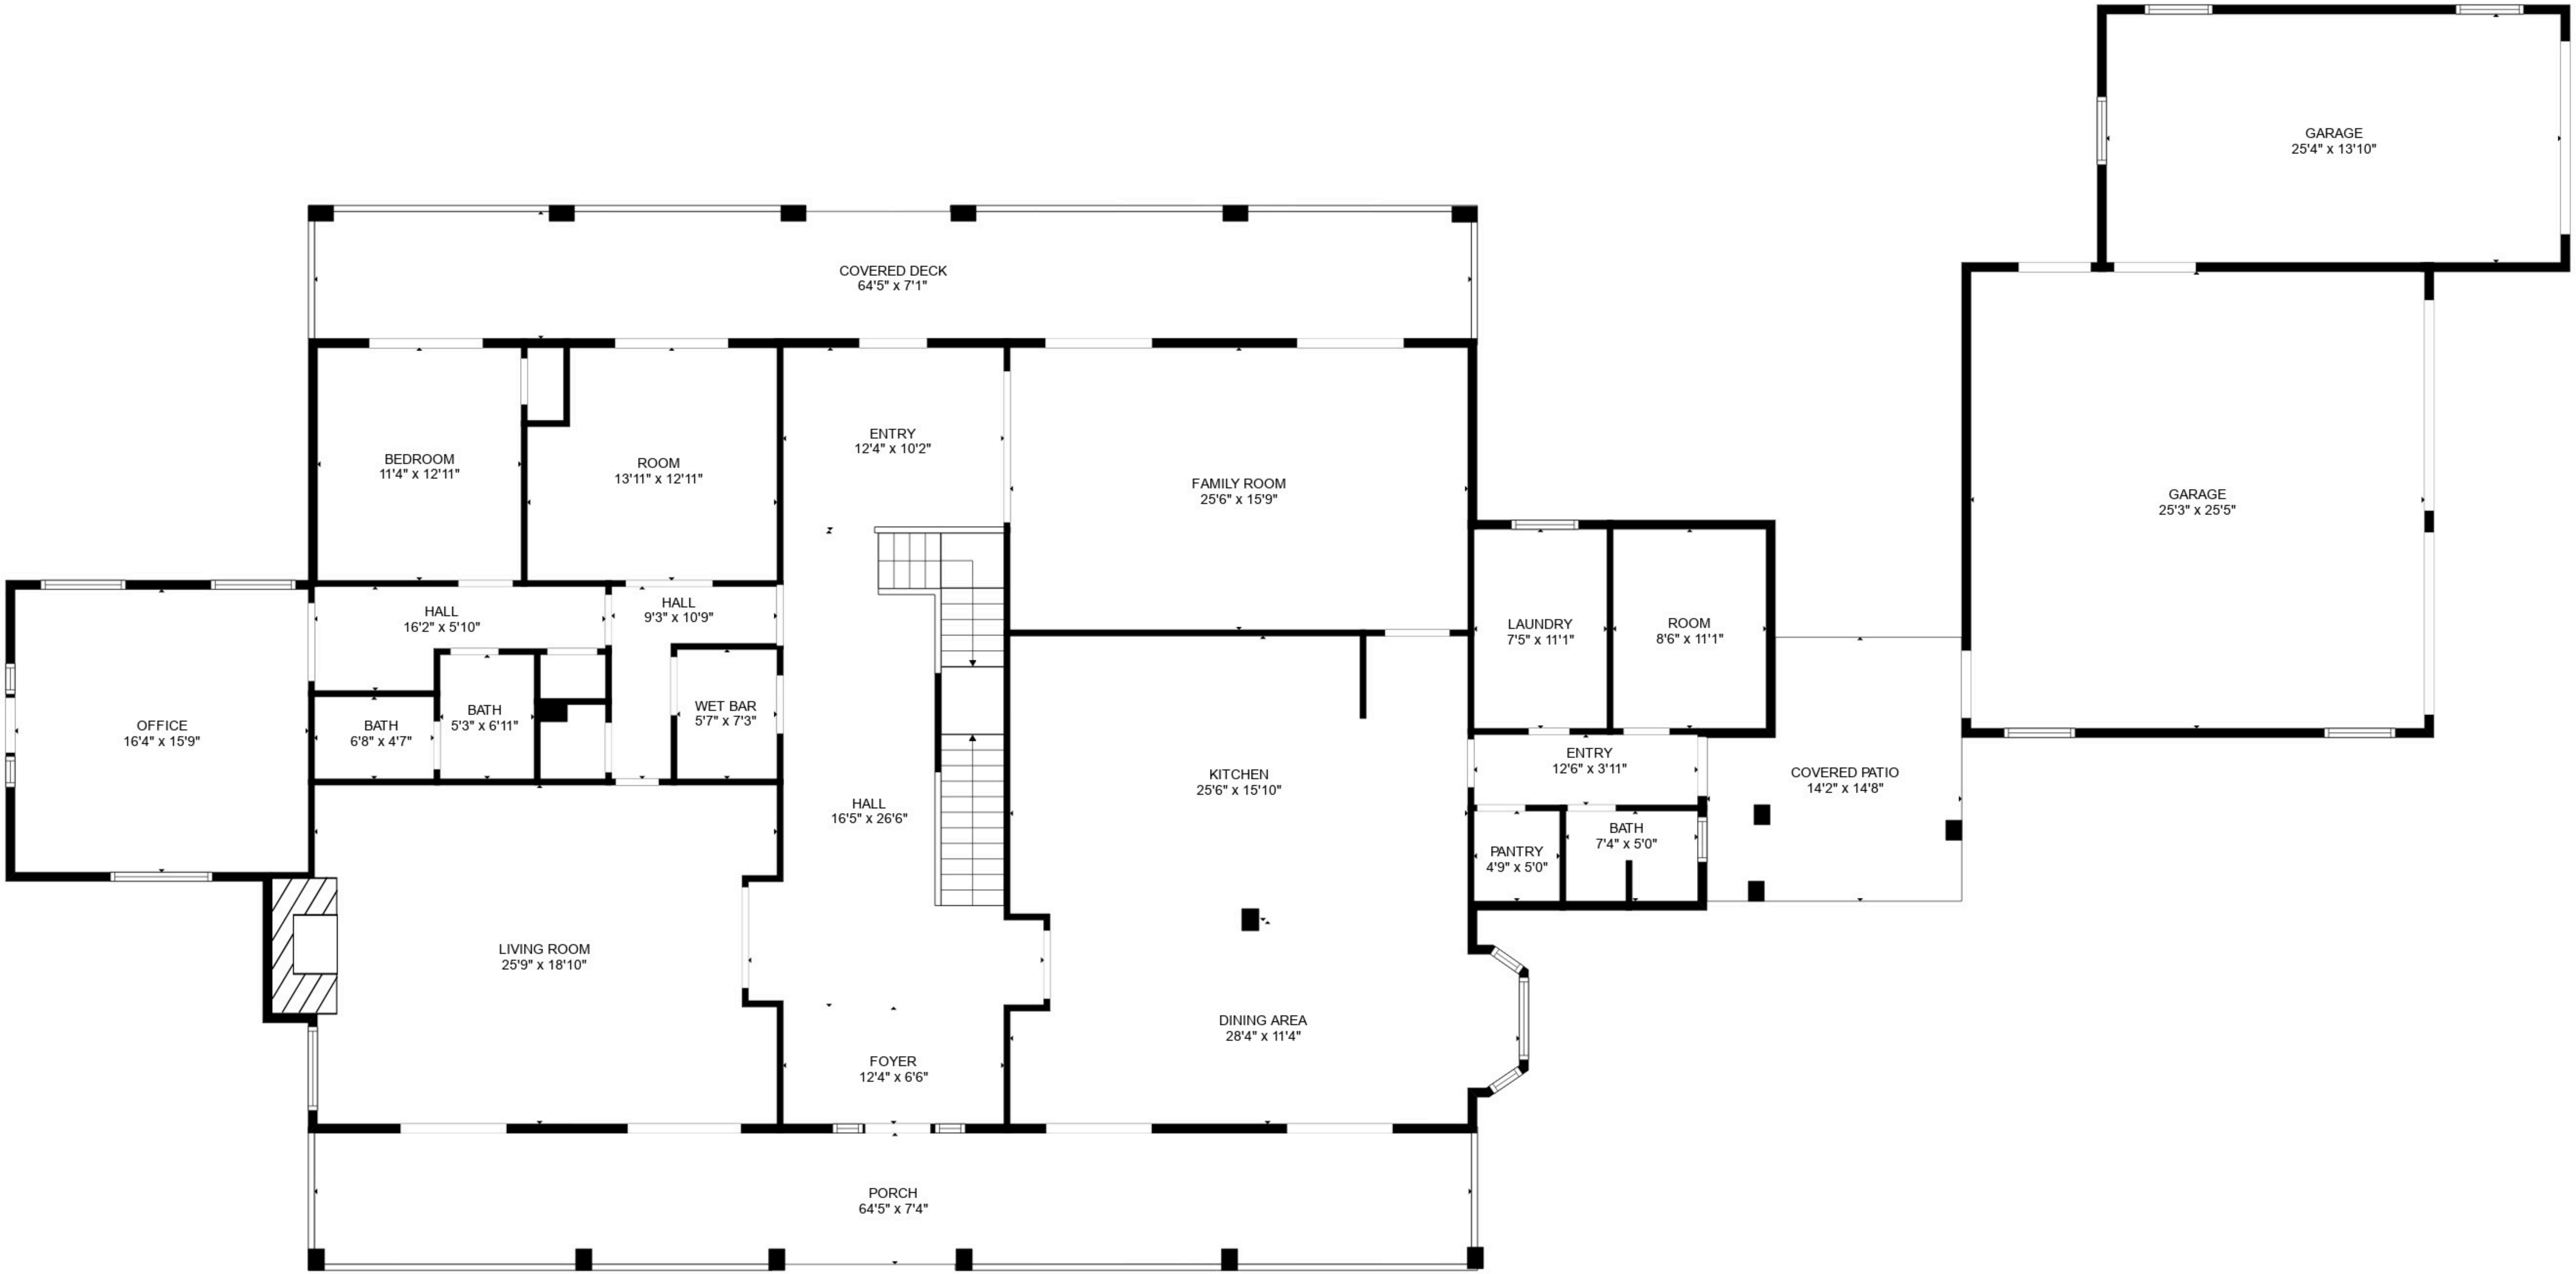 GARAGE
25'4" x 13'10"
COVERED DECK
64'5" x 7'1"
ENTRY
12'4" x 10'2"
BEDROOM
11'4" x 12'11"
ROOM
13'11" x 12'11"
FAMILY ROOM
25'6" x 15'9"
GARAGE
25'3" x 25'5"
HALL
16'2" x 5'10"
HALL
9'3" x 10'9"
LAUNDRY
7'5" x 11'1"
ROOM
8'6" x 11'1"
OFFICE
16'4" x 15'9"
BATH
6'8" x 4'7"
BATH
5'3" x 6'11"
WET BAR
5'7" x 7'3"
HALL
16'5" x 26'6"
KITCHEN
25'6" x 15'10"
ENTRY
12'6" x 3'11"
COVERED PATIO
14'2" x 14'8"
PANTRY
4'9" x 5'0"
BATH
7'4" x 5'0"
LIVING ROOM
25'9" x 18'10"
DINING AREA
28'4" x 11'4"
FOYER
12'4" x 6'6"
PORCH
64'5" x 7'4"